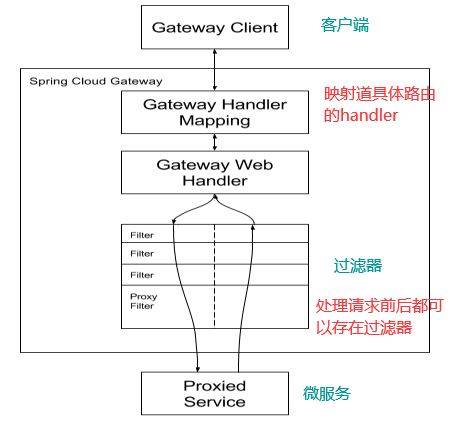 Gateway Client
客户端
Spring Cloud Gateway
Gateway Handler
Mapping
映射道具体路由
的handler
Gateway Web
Handler
Filter
Filter
过滤器
Filter
Proxy
Filter
处理请求前后都可
以存在过滤器
Proxied
Service
微服务